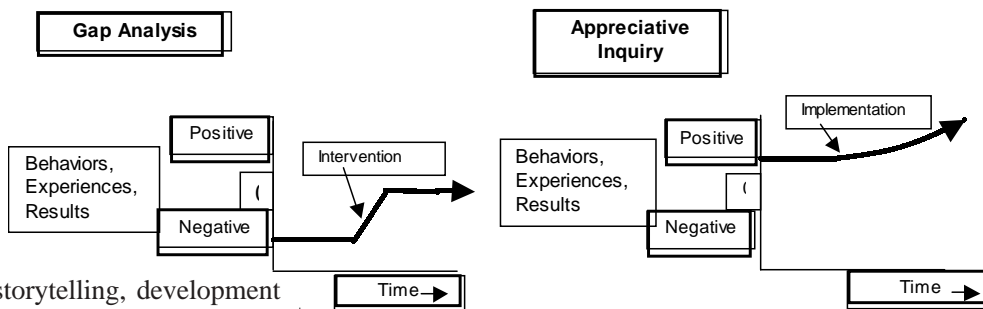 Gap Analysis
Positive
Intervention
Behaviors,
Experiences,
Results
(
Negative
Time
storytelling, development
Appreciative
Inquiry
Implementation
Positive
Behaviors,
Experiences,
Results
(
Negative
Time